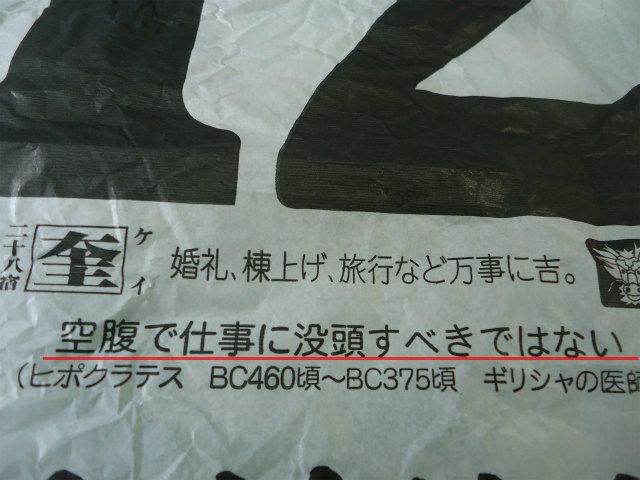 12
二十八宿
奎
ケイ
婚礼、棟上げ、旅行など万事に吉。
空腹で仕事に没頭すべきではない
(ヒポクラテス BC460頃〜BC375頃 ギリシャの医師